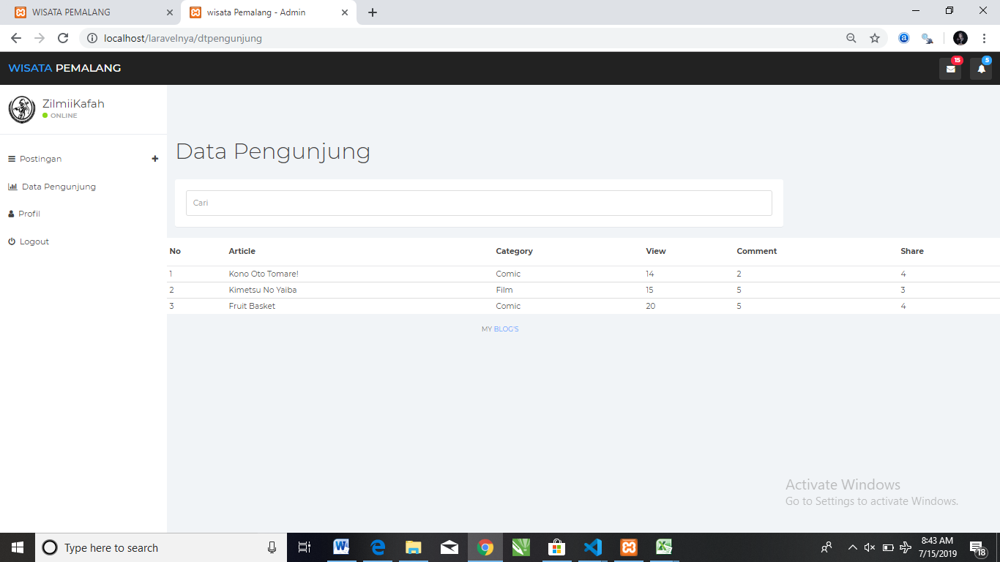 WISATA PEMALANG
wisata Pemalang - Admin
localhost/laravelnya/dtpengunjung
WISATA PEMALANG
15
5
ZilmiiKafah
ONLINE
Postingan
Data Pengunjung
Profil
Logout
Data Pengunjung
Cari
No Article Category View Comment Share
1 Kono Oto Tomare! Comic 14 2 4
2 Kimetsu No Yaiba Film 15 5 3
3 Fruit Basket Comic 20 5 4
MY BLOG'S
Activate Windows
Go to Settings to activate Windows.
Type here to search
8:43 AM
7/15/2019
18